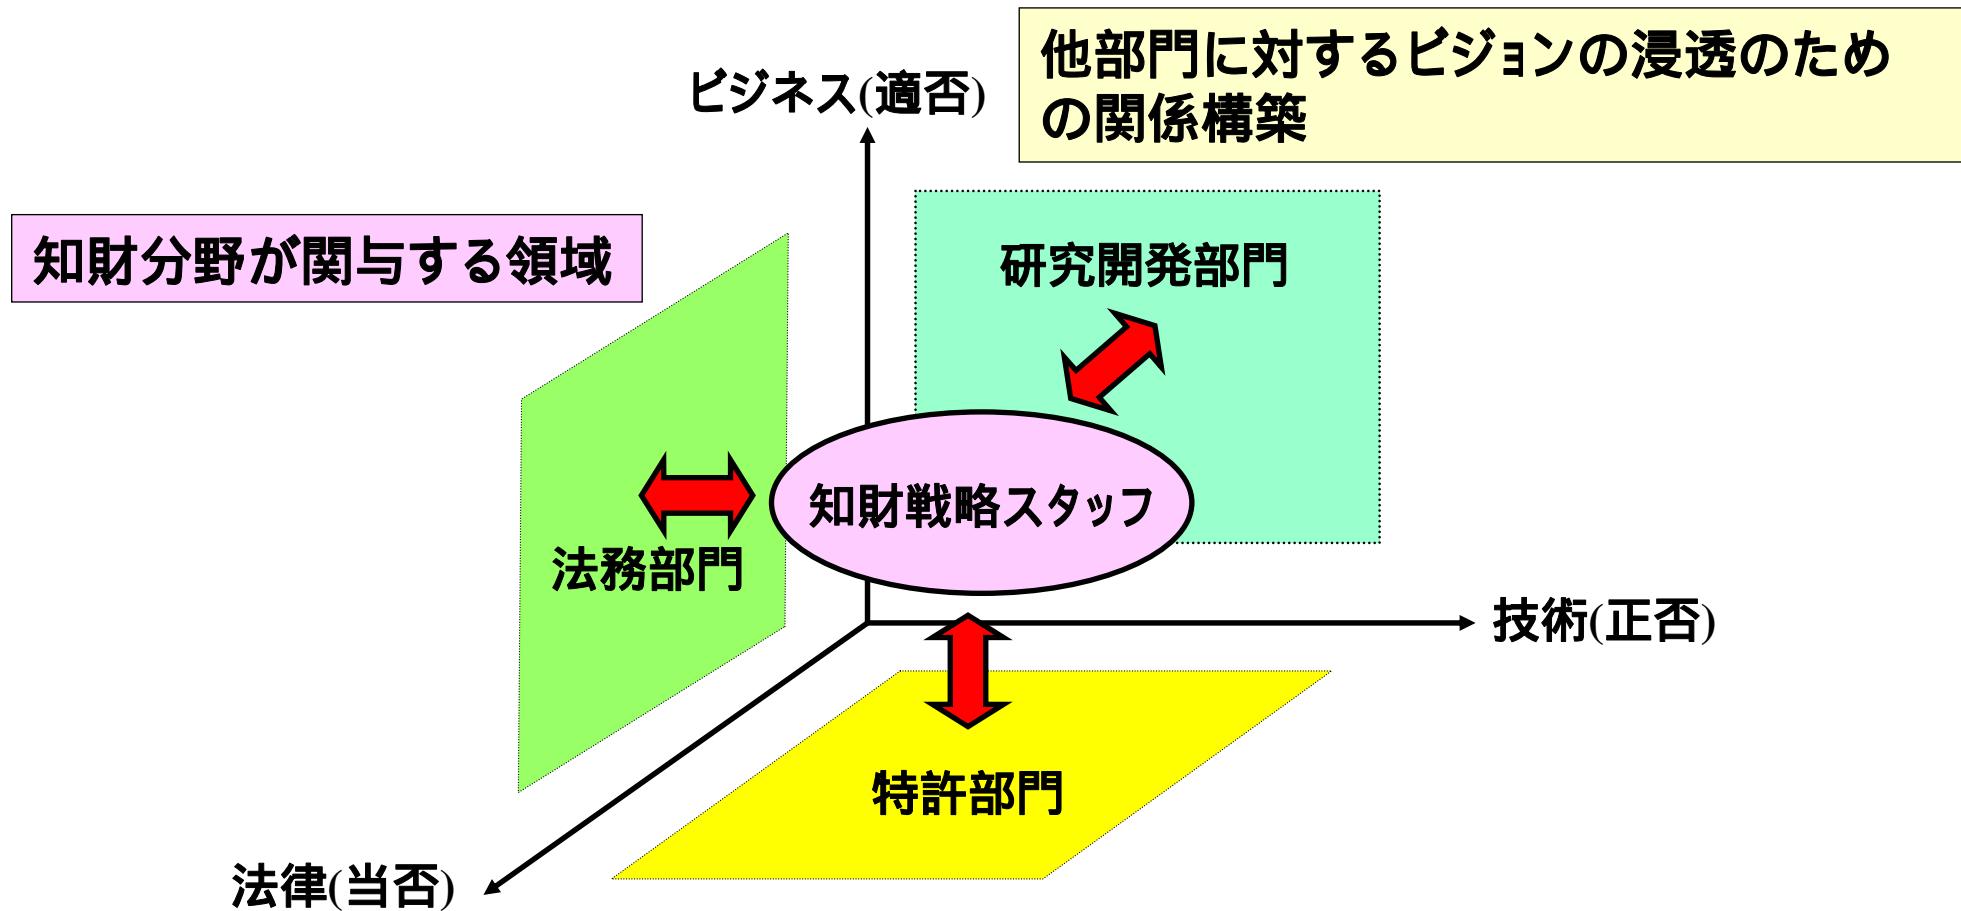 他部門に対するビジョンの浸透のため
の関係構築
ビジネス(適否)
知財分野が関与する領域
研究開発部門
知財戦略スタッフ
法務部門
技術(正否)
特許部門
法律(当否)